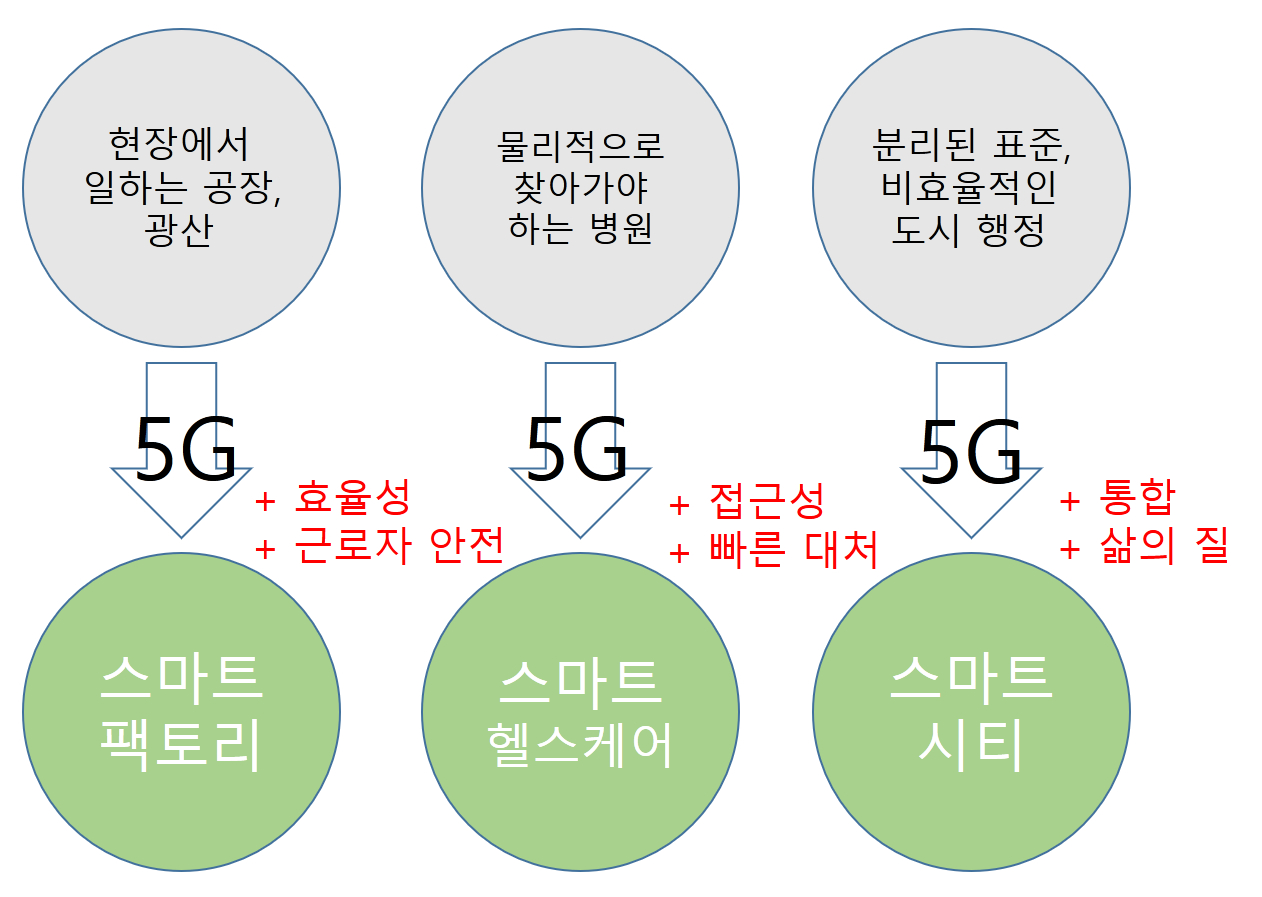 현장에서
일하는 공장,
광산
물리적으로
찾아가야
하는 병원
분리된 표준,
비효율적인
도시 행정
5G
+ 효율성
+ 근로자 안전
5G
+ 접근성
+ 빠른 대처
5G
+ 통합
+ 삶의 질
스마트
팩토리
스마트
헬스케어
스마트
시티